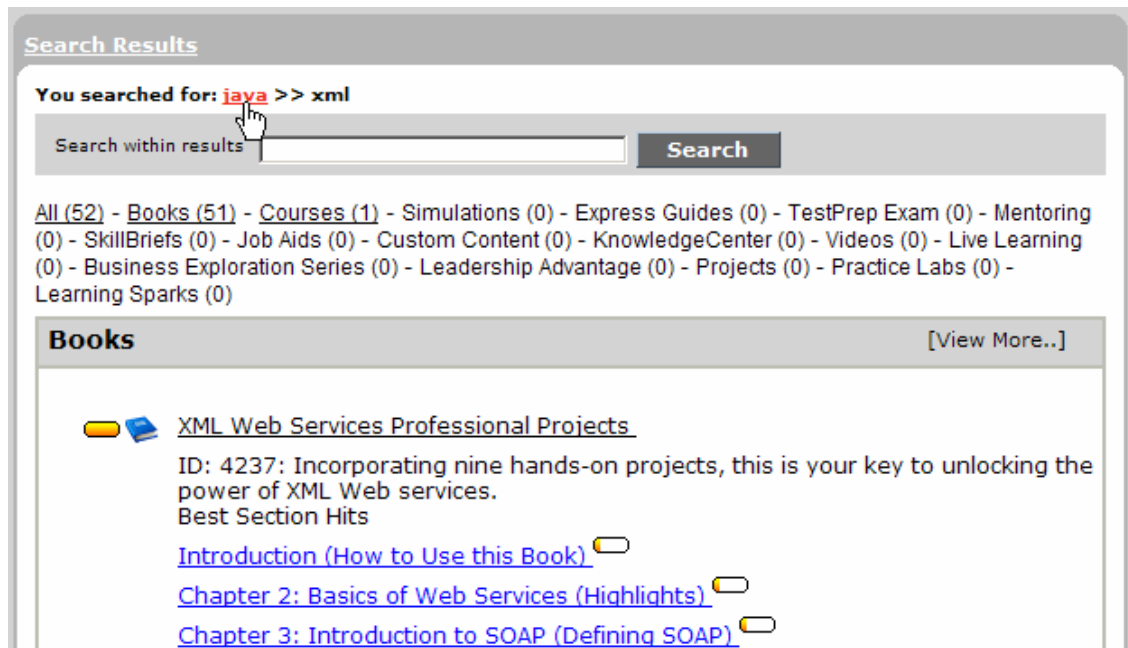 Search Results
You searched for: java >> xml
Search within results
Search
All (52) - Books (51) - Courses (1) - Simulations (0) - Express Guides (0) - TestPrep Exam (0) - Mentoring
(0) - SkillBriefs (0) - Job Aids (0) - Custom Content (0) - KnowledgeCenter (0) - Videos (0) - Live Learning
(0) - Business Exploration Series (0) - Leadership Advantage (0) - Projects (0) - Practice Labs (0) -
Learning Sparks (0)
Books [View More..]
XML Web Services Professional Projects
ID: 4237: Incorporating nine hands-on projects, this is your key to unlocking the
power of XML Web services.
Best Section Hits
Introduction (How to Use this Book)
Chapter 2: Basics of Web Services (Highlights)
Chapter 3: Introduction to SOAP (Defining SOAP)